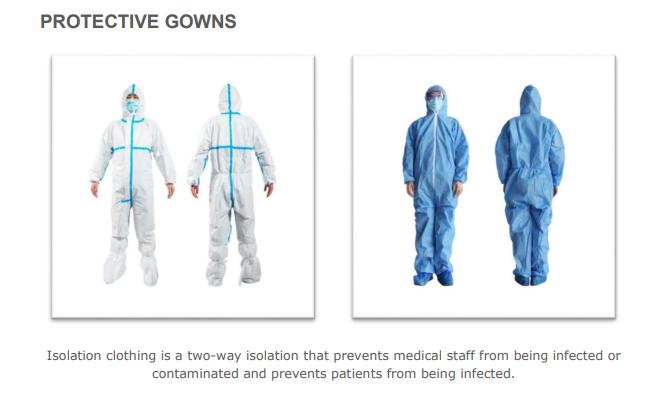 PROTECTIVE GOWNS
Isolation clothing is a two-way isolation that prevents medical staff from being infected or
contaminated and prevents patients from being infected.